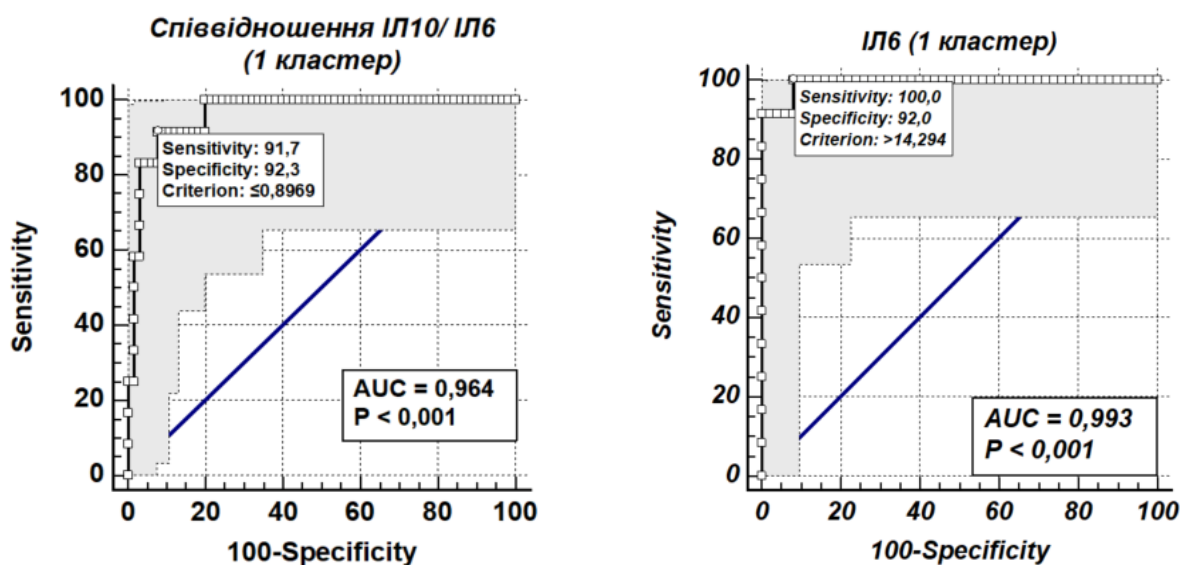 Співвідношення ІЛ10/ ІЛ6
(1 кластер)
100
80
60
40
20
0
Sensitivity
Sensitivity: 91,7
Specificity: 92,3
Criterion: ≤0,8969
AUC = 0,964
P < 0,001
0 20 40 60 80 100
100-Specificity
ІЛ6 (1 кластер)
100
80
60
40
20
0
Sensitivity
Sensitivity: 100,0
Specificity: 92,0
Criterion: >14,294
AUC = 0,993
P < 0,001
0 20 40 60 80 100
100-Specificity